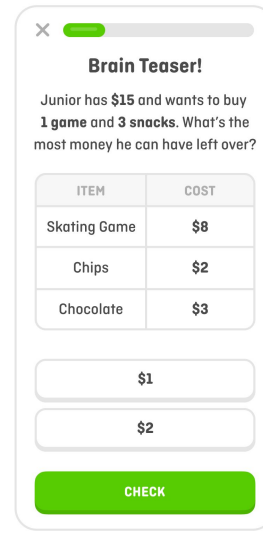 Brain Teaser!
Junior has $15 and wants to buy
1 game and 3 snacks. What's the
most money he can have left over?
ITEM COST
Skating Game $8
Chips $2
Chocolate $3
$1
$2
CHECK